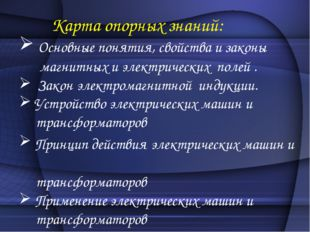 Карта опорных знаний:
Основные понятия, свойства и законы
магнитных и электрических полей .
Закон электромагнитной индукции.
Устройство электрических машин и
трансформаторов
Принцип действия электрических машин и
трансформаторов
Применение электрических машин и
трансформаторов